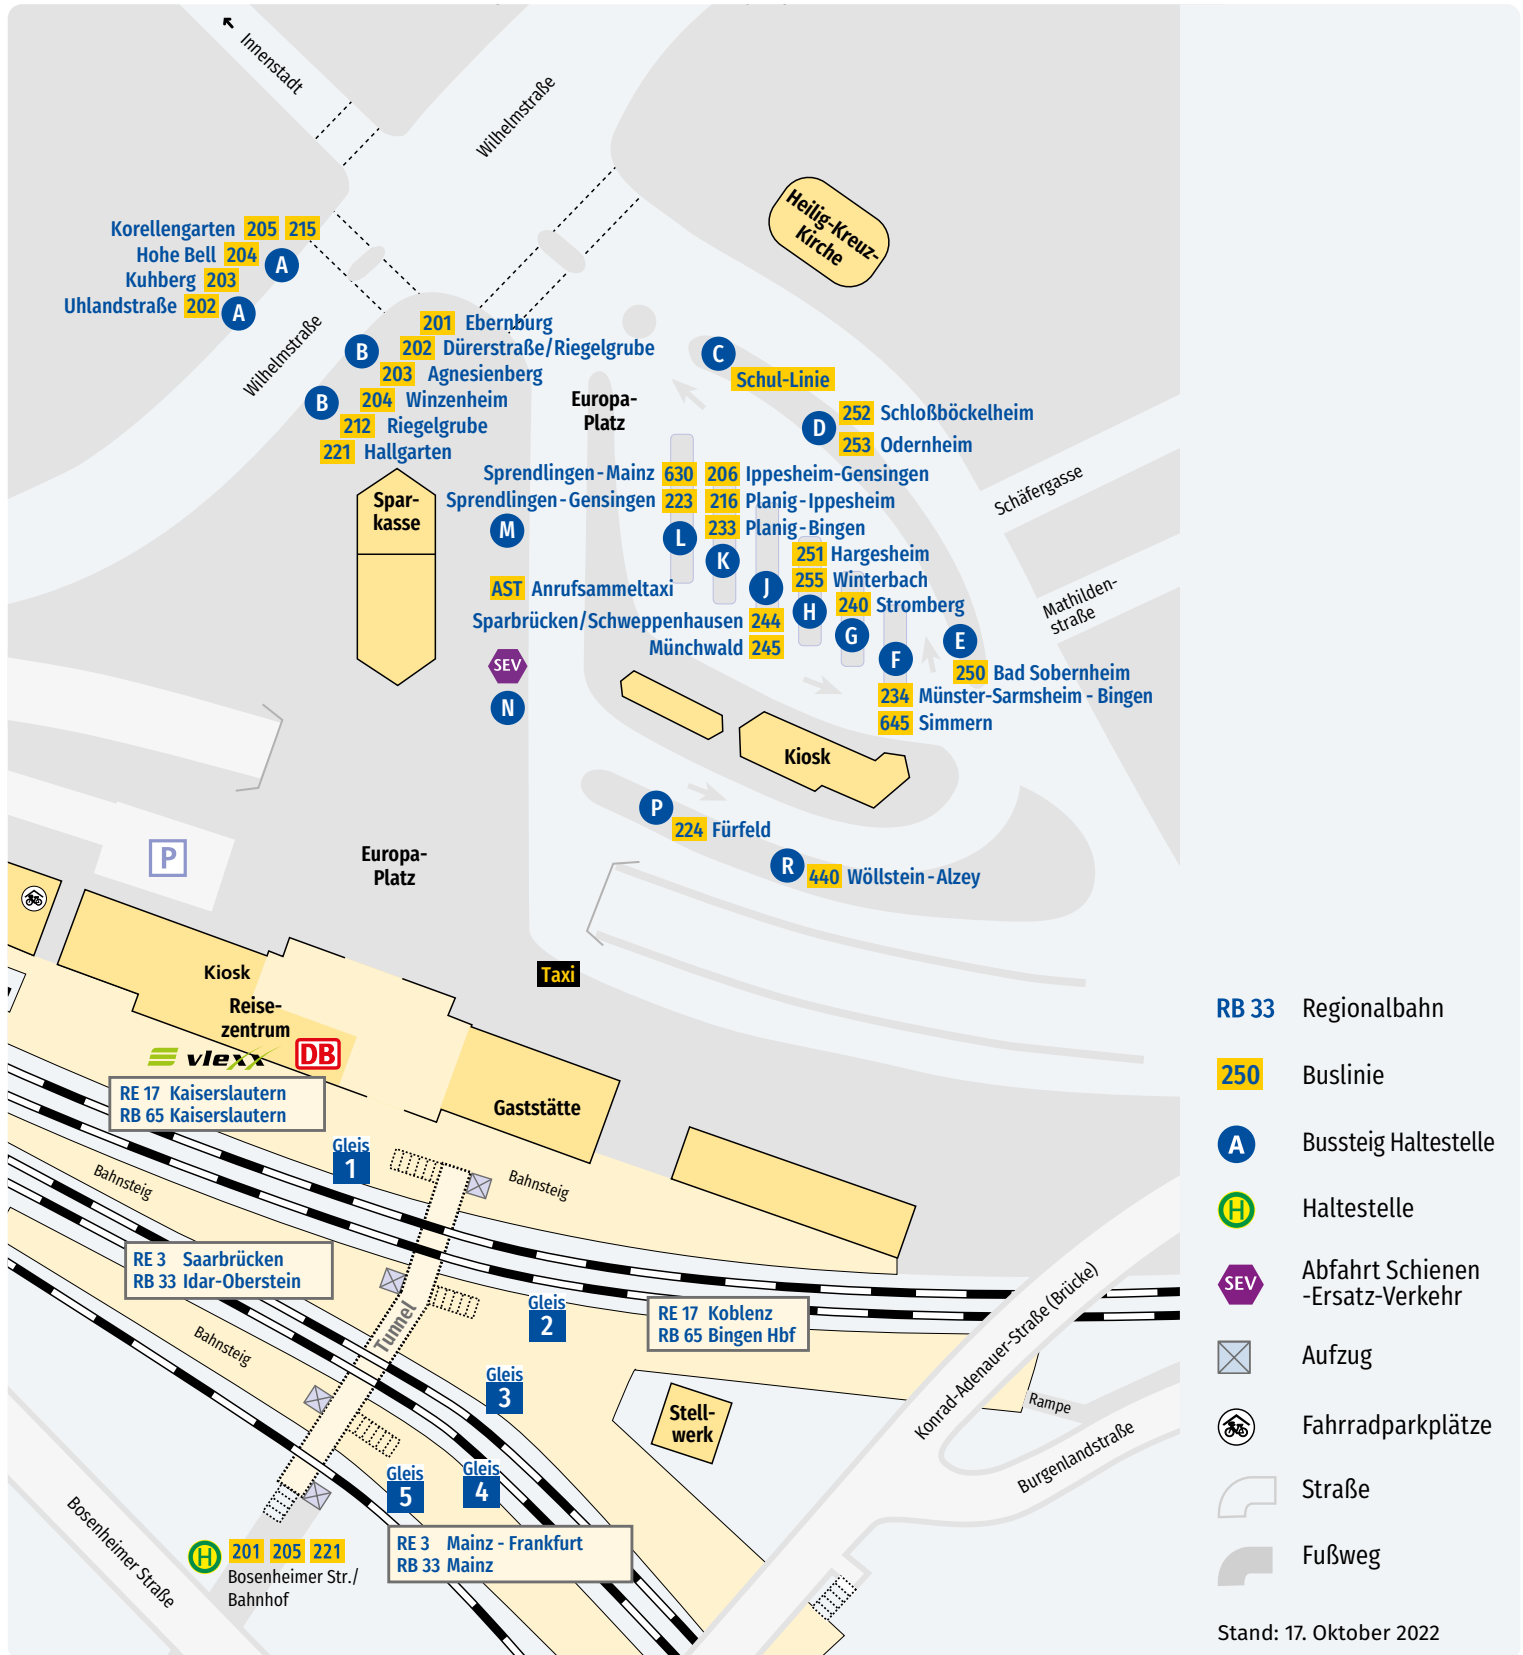 Innenstadt
Wilhelmstraße
Heilig-Kreuz-
Kirche
Korellengarten 205 215
Hohe Bell 204
A
Kuhberg 203
Uhlandstraße 202
A
Wilhelmstraße
201 Ebernburg
B
202 Dürerstraße/Riegelgrube
203 Agnesienberg
B
204 Winzenheim
212 Riegelgrube
221 Hallgarten
C
Schul-Linie
Europa-
Platz
D
252 Schloßböckelheim
253 Odernheim
Schäfergasse
Mathilden-
straße
Spar-
kasse
Sprendlingen-Mainz 630
Sprendlingen-Gensingen 223
M
L
206 Ippesheim-Gensingen
216 Planig-Ippesheim
233 Planig-Bingen
K
251 Hargesheim
255 Winterbach
J
H
240 Stromberg
G
AST Anrufsammeltaxi
Sparbrücken/Schweppenhausen 244
Münchwald 245
E
F
250 Bad Sobernheim
234 Münster-Sarmsheim - Bingen
645 Simmern
SEV
N
Kiosk
P
224 Fürfeld
R
440 Wöllstein-Alzey
P
Europa-
Platz
Taxi
Kiosk
Reise-
zentrum
vlexx
DB
Gaststätte
RE 17 Kaiserslautern
RB 65 Kaiserslautern
Gleis
1
Bahnsteig
Bahnsteig
RE 3 Saarbrücken
RB 33 Idar-Oberstein
Gleis
2
RE 17 Koblenz
RB 65 Bingen Hbf
Tunnel
Bahnsteig
Gleis
3
Stell-
werk
Konrad-Adenauer-Straße (Brücke)
Rampe
Burgenlandstraße
Gleis
4
Gleis
5
RE 3 Mainz - Frankfurt
RB 33 Mainz
Bosenheimer Straße
H
201 205 221
Bosenheimer Str./
Bahnhof
RB 33 Regionalbahn
250 Buslinie
A Bussteig Haltestelle
H Haltestelle
SEV Abfahrt Schienen
-Ersatz-Verkehr
Aufzug
Fahrradparkplätze
Straße
Fußweg
Stand: 17. Oktober 2022